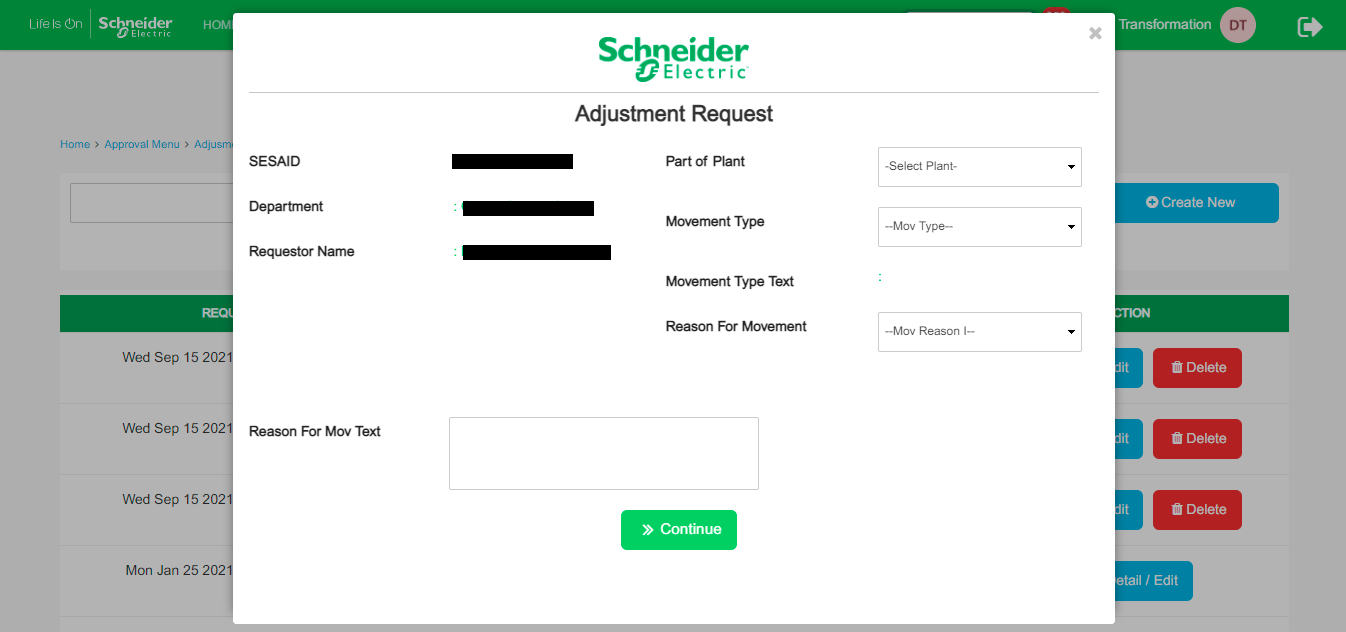 Life Is On
Schneider
Electric
HOM
Transformation
DT
×
Schneider
Electric
Adjustment Request
Home > Approval Menu > Adjusm
SESAID
Part of Plant
-Select Plant-
Create New
Department
:
Movement Type
--Mov Type--
Requestor Name
:
Movement Type Text
:
REQU
CTION
Reason For Movement
--Mov Reason I--
Wed Sep 15 2021
dit
Delete
Wed Sep 15 2021
dit
Delete
Reason For Mov Text
Wed Sep 15 2021
dit
Delete
Continue
Mon Jan 25 2021
etail / Edit